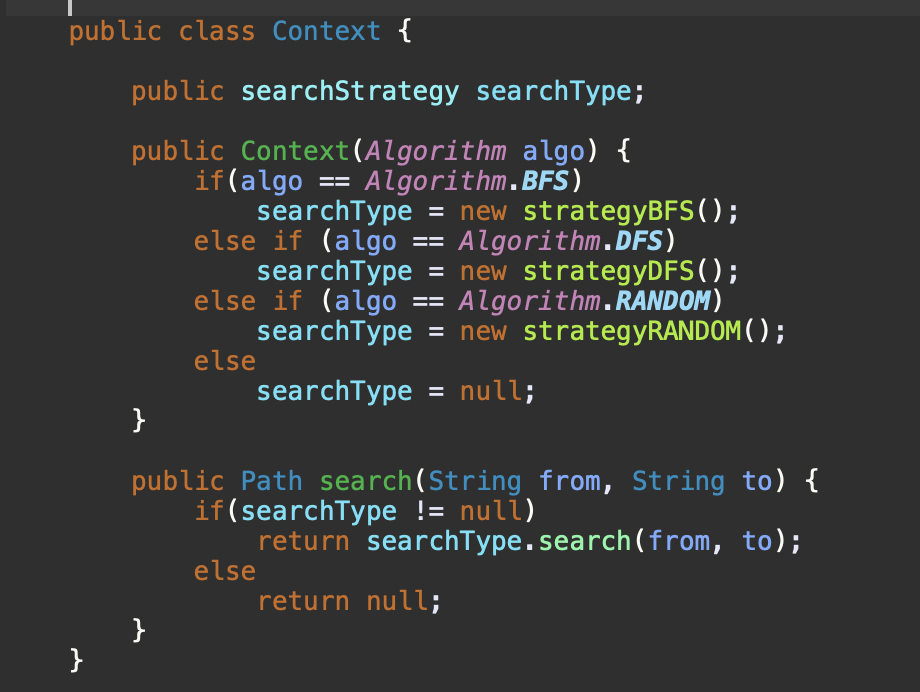 public class Context {
public searchStrategy searchType;
public Context(Algorithm algo) {
if(algo == Algorithm.BFS)
searchType = new strategyBFS();
else if (algo == Algorithm.DFS)
searchType = new strategyDFS();
else if (algo == Algorithm.RANDOM)
searchType = new strategyRANDOM();
else
searchType = null;
}
public Path search(String from, String to) {
if(searchType != null)
return searchType.search(from, to);
else
return null;
}
}